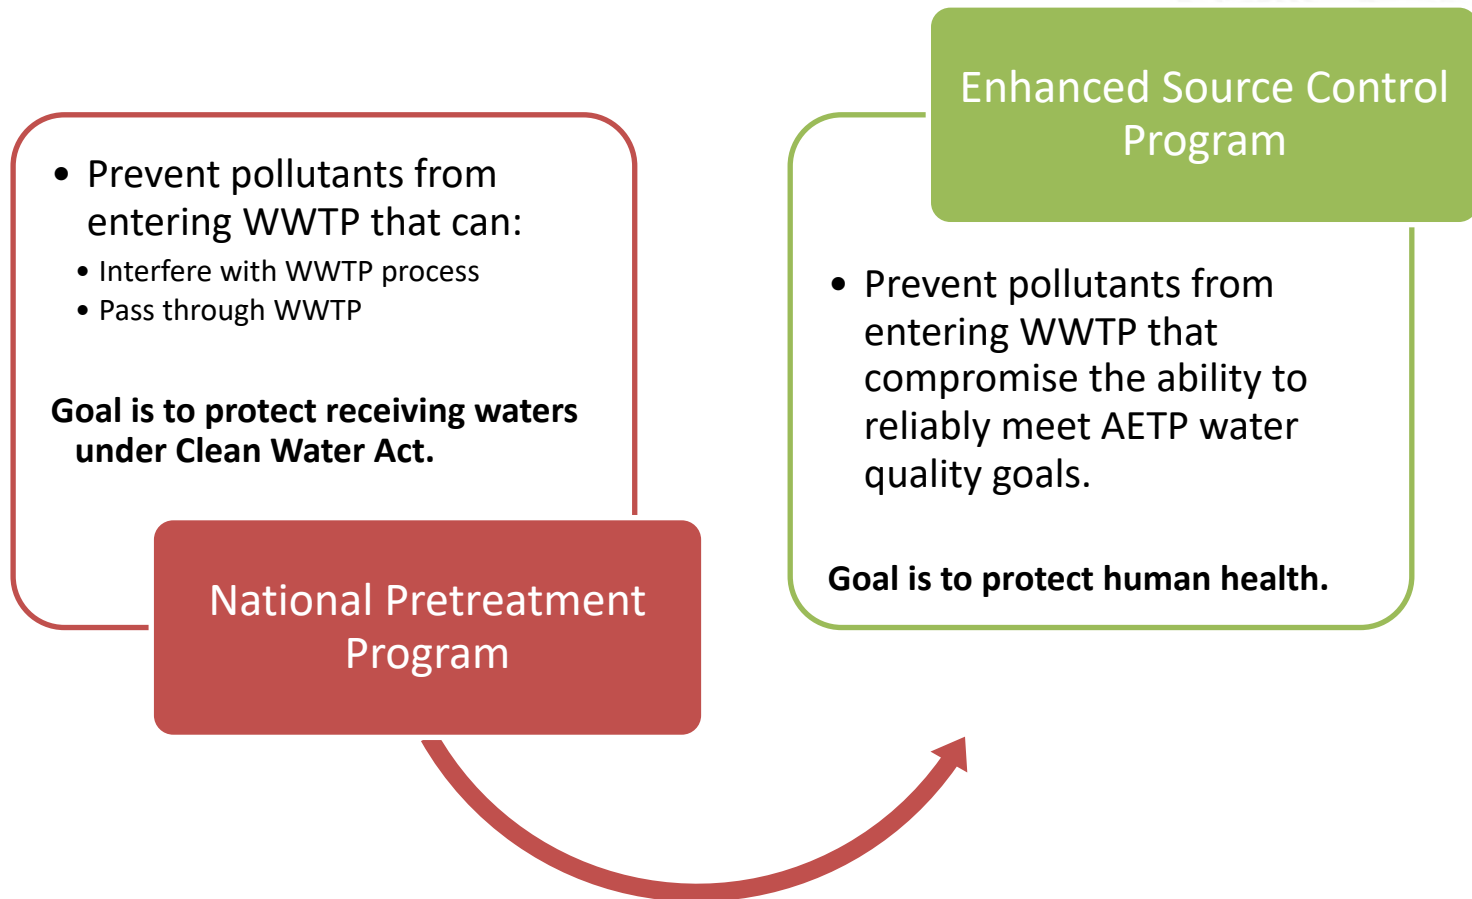 • Prevent pollutants from
entering WWTP that can:
• Interfere with WWTP process
• Pass through WWTP
Goal is to protect receiving waters
under Clean Water Act.
National Pretreatment
Program
Enhanced Source Control
Program
• Prevent pollutants from
entering WWTP that
compromise the ability to
reliably meet AETP water
quality goals.
Goal is to protect human health.